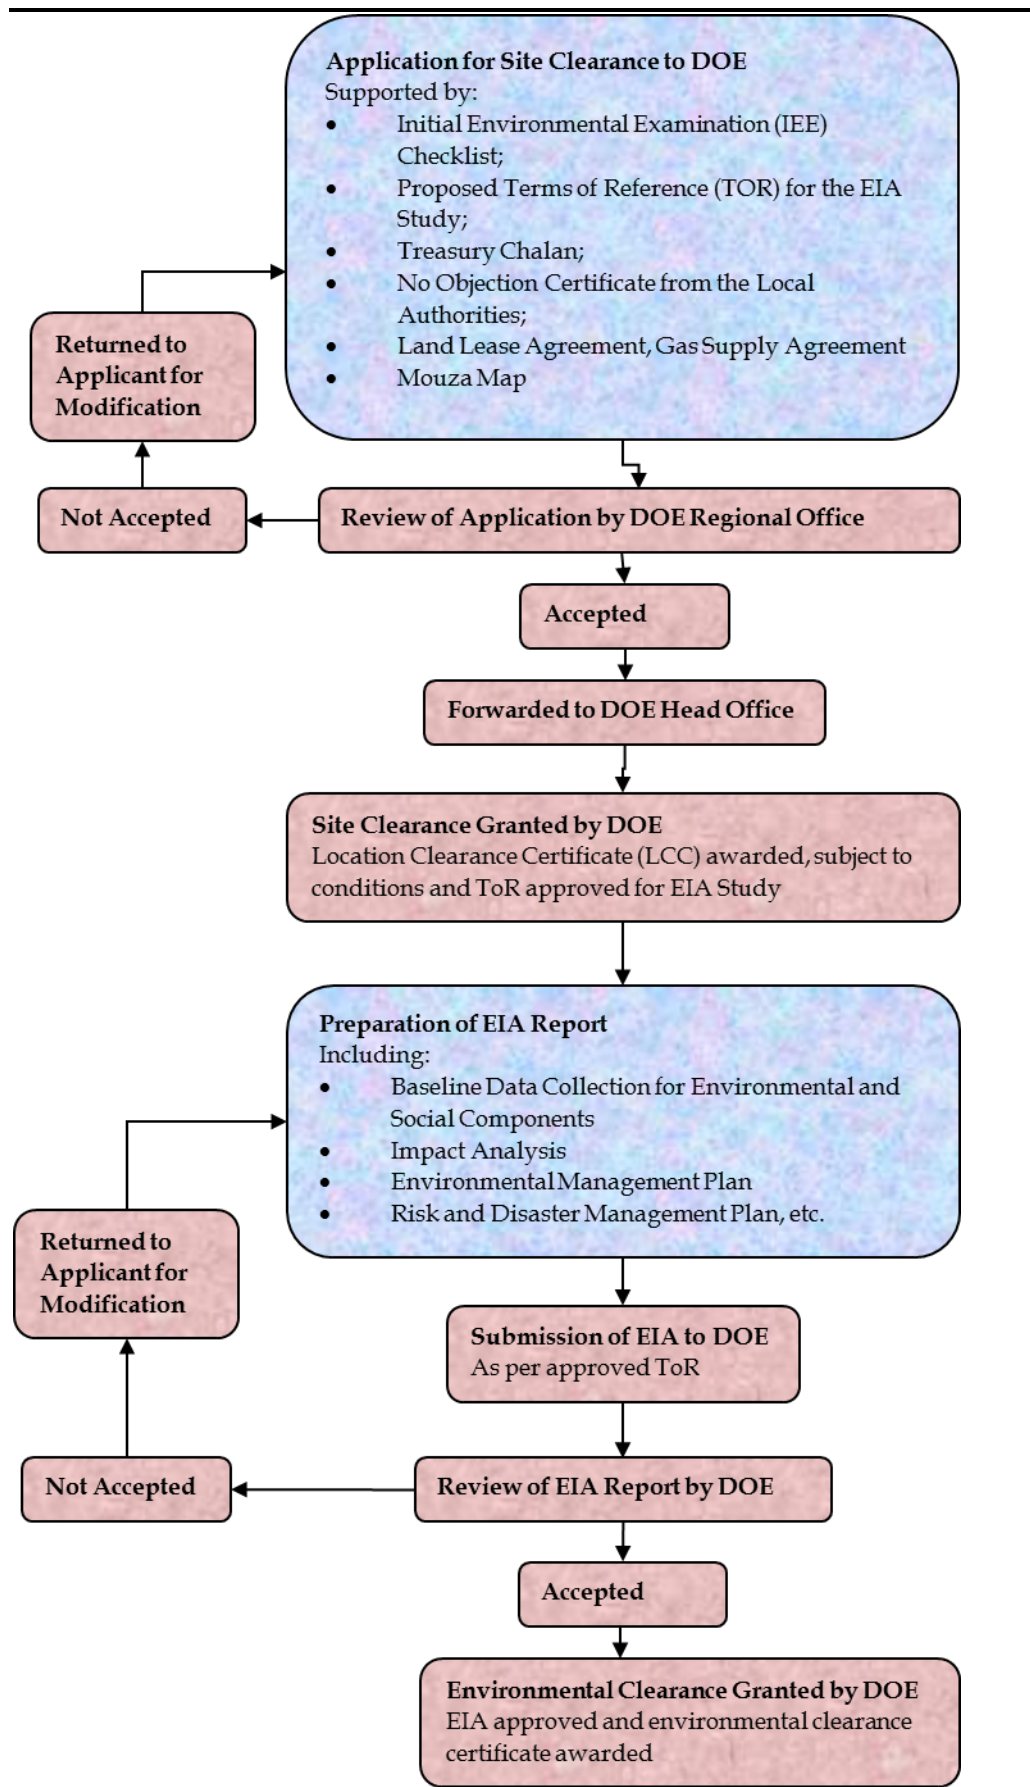 Application for Site Clearance to DOE
Supported by:
• Initial Environmental Examination (IEE)
Checklist;
• Proposed Terms of Reference (TOR) for the EIA
Study;
• Treasury Chalan;
• No Objection Certificate from the Local
Authorities;
• Land Lease Agreement, Gas Supply Agreement
• Mouza Map
Returned to
Applicant for
Modification
Not Accepted
Review of Application by DOE Regional Office
Accepted
Forwarded to DOE Head Office
Site Clearance Granted by DOE
Location Clearance Certificate (LCC) awarded, subject to
conditions and ToR approved for EIA Study
Preparation of EIA Report
Including:
• Baseline Data Collection for Environmental and
Social Components
• Impact Analysis
• Environmental Management Plan
• Risk and Disaster Management Plan, etc.
Returned to
Applicant for
Modification
Submission of EIA to DOE
As per approved ToR
Not Accepted
Review of EIA Report by DOE
Accepted
Environmental Clearance Granted by DOE
EIA approved and environmental clearance
certificate awarded